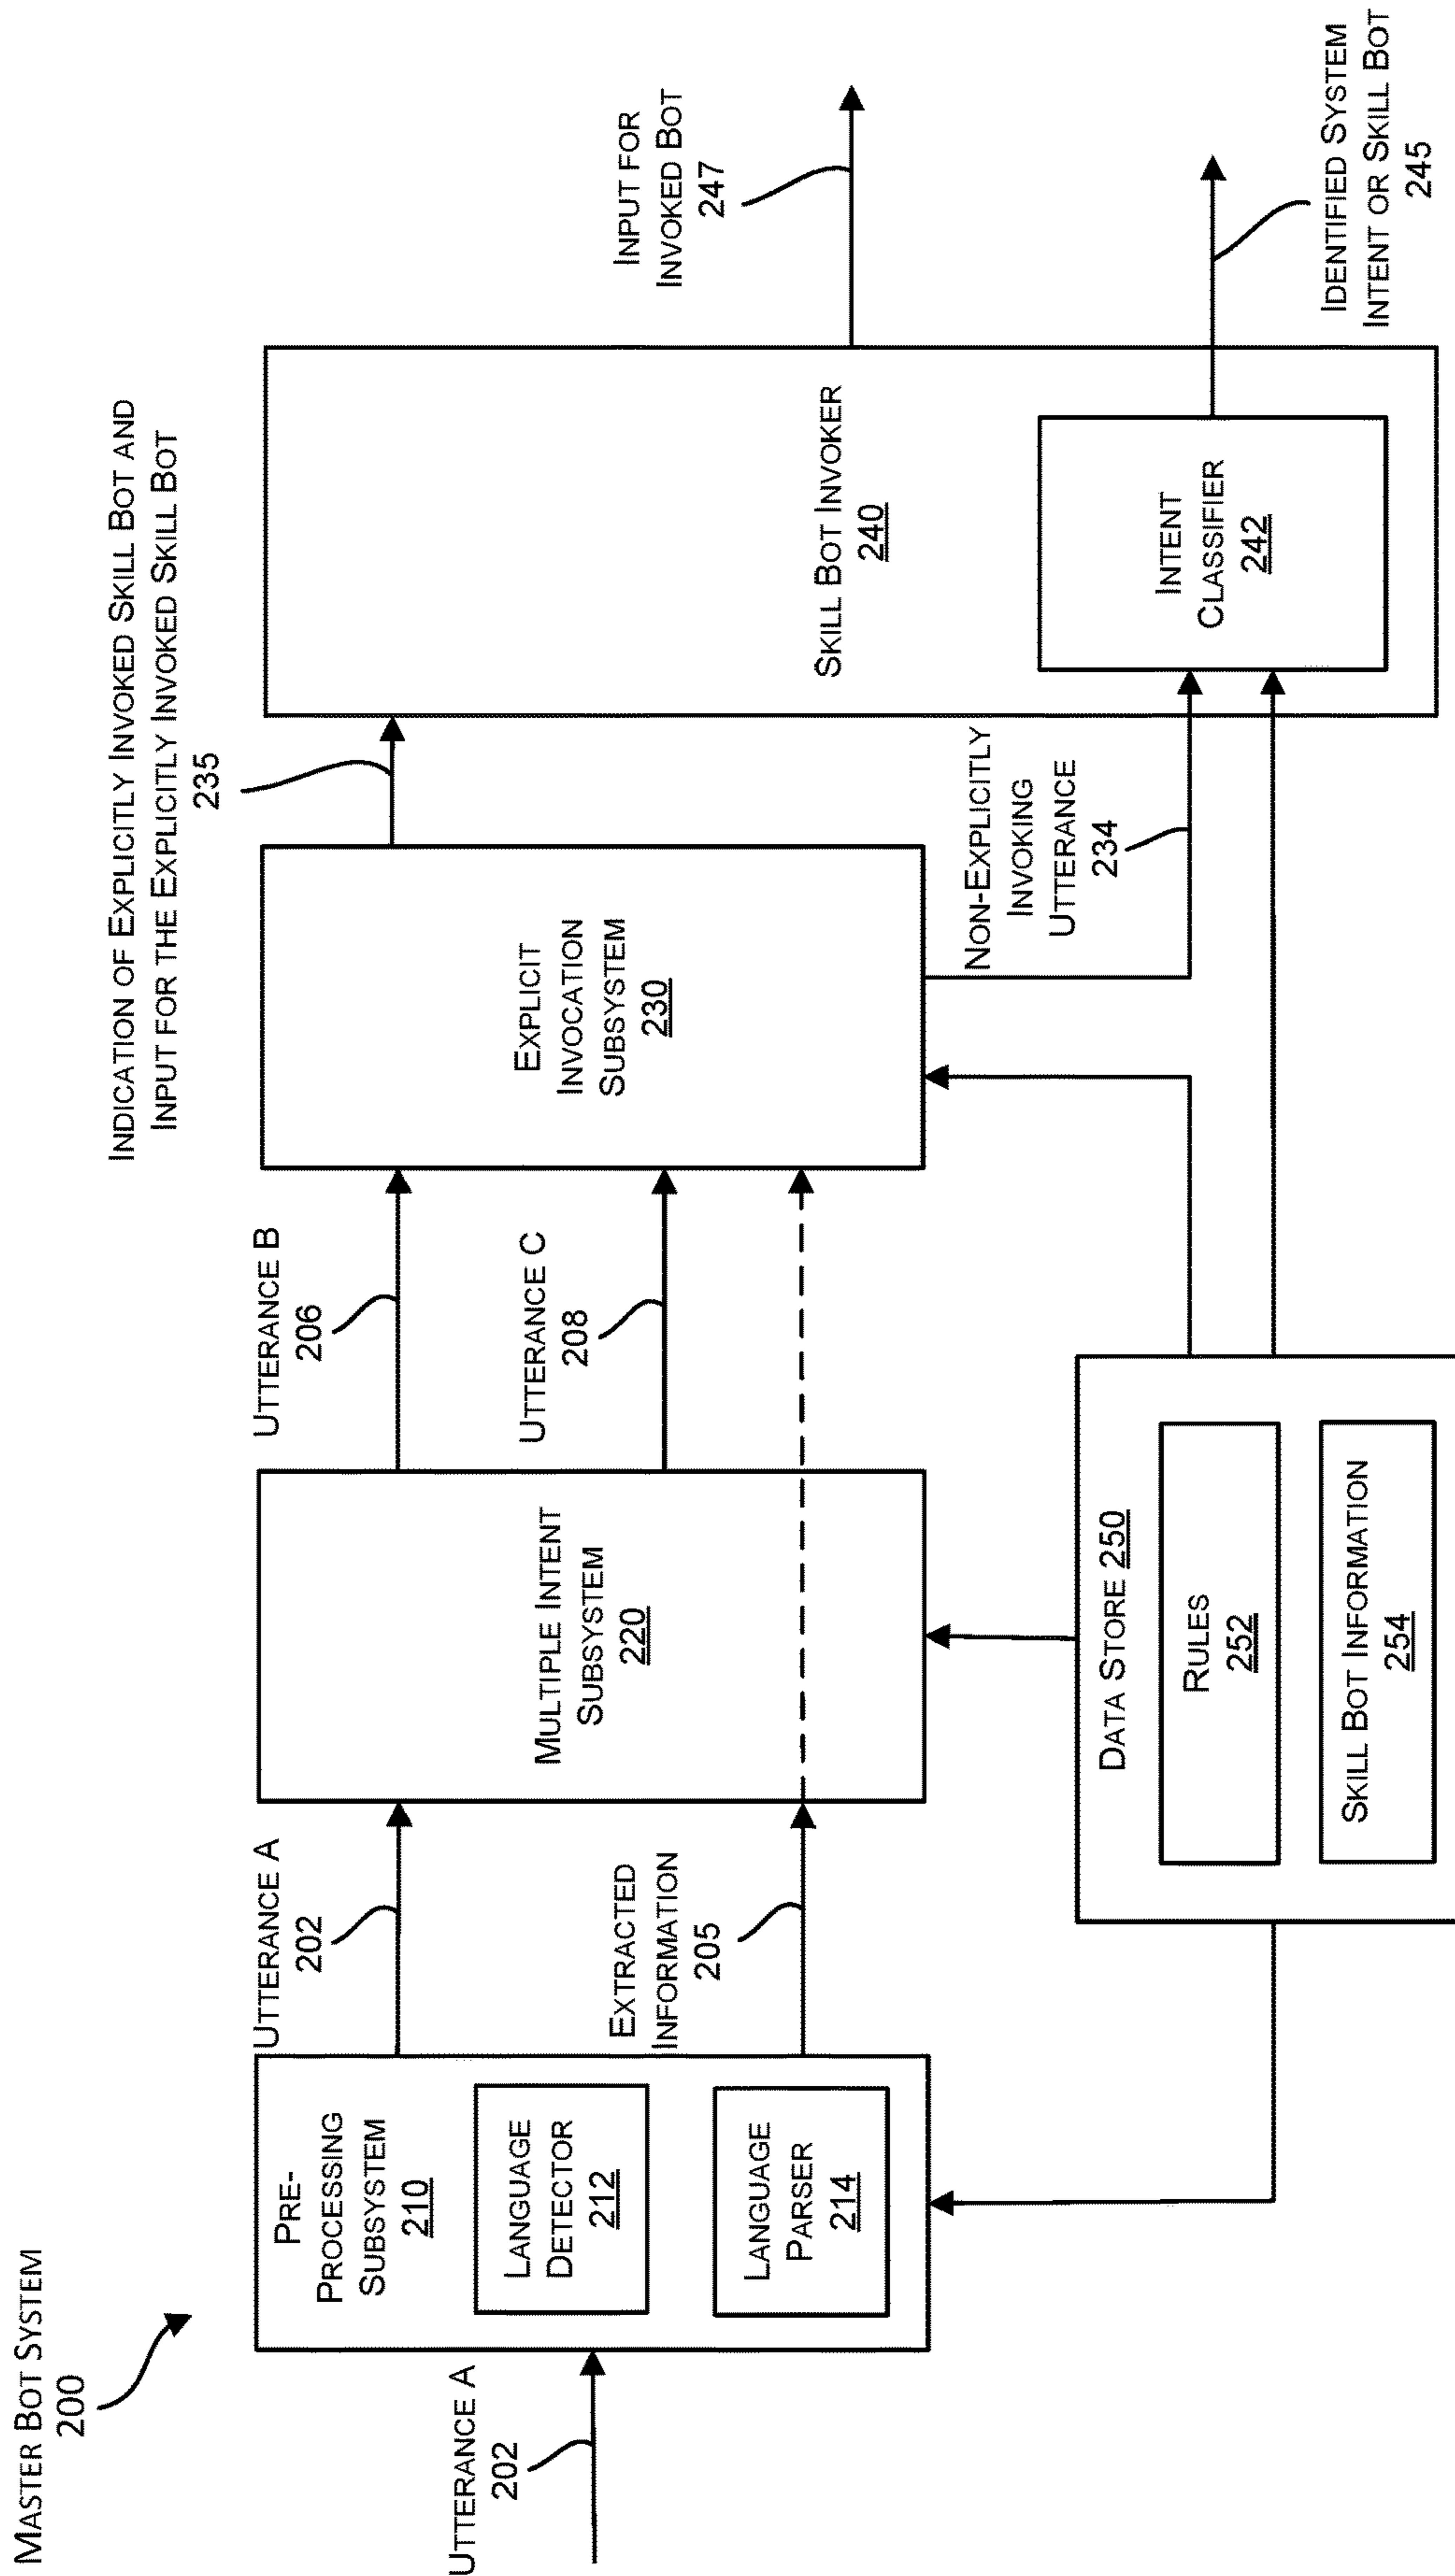 MASTER BOT SYSTEM
200
UTTERANCE A
202
PRE-
PROCESSING
SUBSYSTEM
210
LANGUAGE
DETECTOR
212
LANGUAGE
PARSER
214
UTTERANCE A
202
EXTRACTED
INFORMATION
205
MULTIPLE INTENT
SUBSYSTEM
220
UTTERANCE B
206
UTTERANCE C
208
EXPLICIT
INVOCATION
SUBSYSTEM
230
INDICATION OF EXPLICITLY INVOKED SKILL BOT AND
INPUT FOR THE EXPLICITLY INVOKED SKILL BOT
235
NON-EXPLICITLY
INVOKING
UTTERANCE
234
SKILL BOT INVOKER
240
INTENT
CLASSIFIER
242
INPUT FOR
INVOKED BOT
247
IDENTIFIED SYSTEM
INTENT OR SKILL BOT
245
DATA STORE 250
RULES
252
SKILL BOT INFORMATION
254